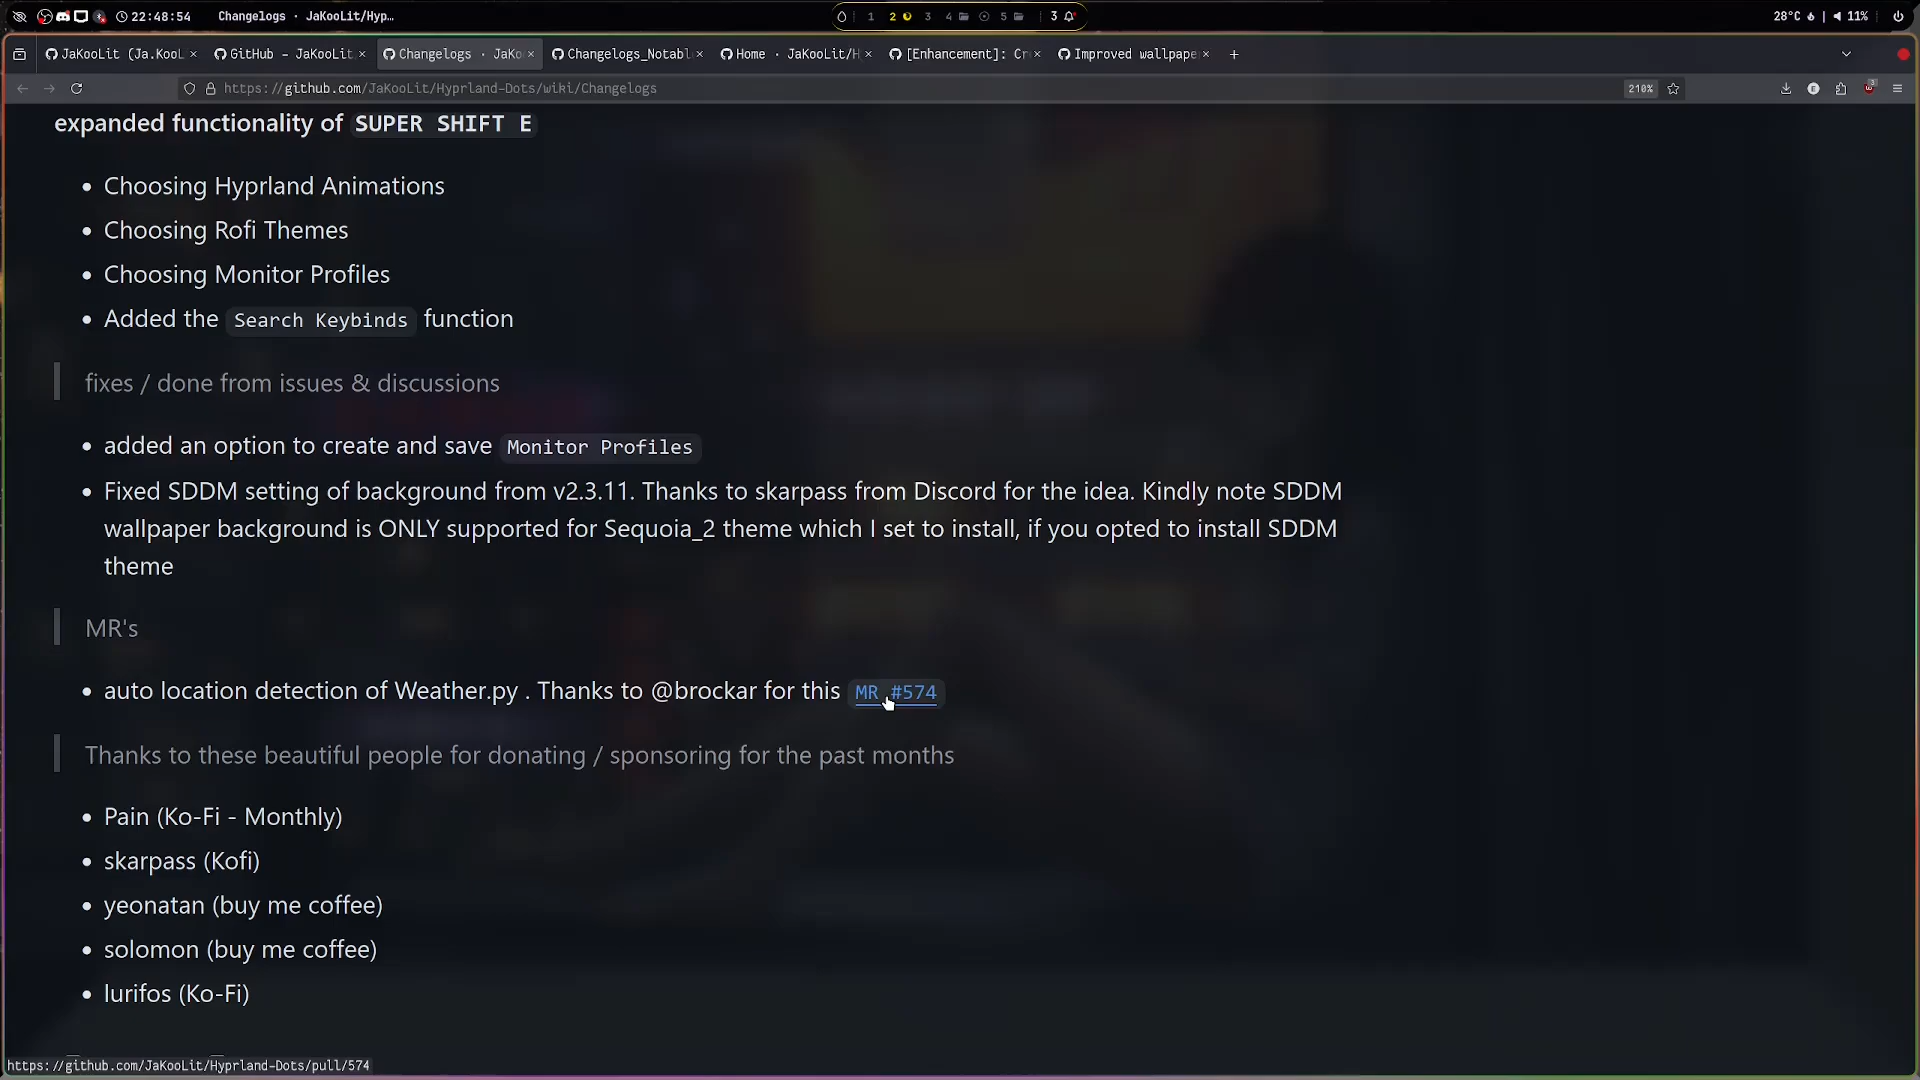 22:48:54 Changelogs · JaKooLit/Hyp… 1 2 3 4 5 3 28°C | 11%
JaKooLit (Ja.KooL × GitHub - JaKooLit: × Changelogs · JaKo × Changelogs_Notabl × Home · JaKooLit/H × [Enhancement]: Cr × Improved wallpape × +
https://github.com/JaKooLit/Hyprland-Dots/wiki/Changelogs 210%
expanded functionality of SUPER SHIFT E
• Choosing Hyprland Animations
• Choosing Rofi Themes
• Choosing Monitor Profiles
• Added the Search Keybinds function
fixes / done from issues & discussions
• added an option to create and save Monitor Profiles
• Fixed SDDM setting of background from v2.3.11. Thanks to skarpass from Discord for the idea. Kindly note SDDM
wallpaper background is ONLY supported for Sequoia_2 theme which I set to install, if you opted to install SDDM
theme
MR's
• auto location detection of Weather.py . Thanks to @brockar for this MR #574
Thanks to these beautiful people for donating / sponsoring for the past months
• Pain (Ko-Fi - Monthly)
• skarpass (Kofi)
• yeonatan (buy me coffee)
• solomon (buy me coffee)
• lurifos (Ko-Fi)
https://github.com/JaKooLit/Hyprland-Dots/pull/574